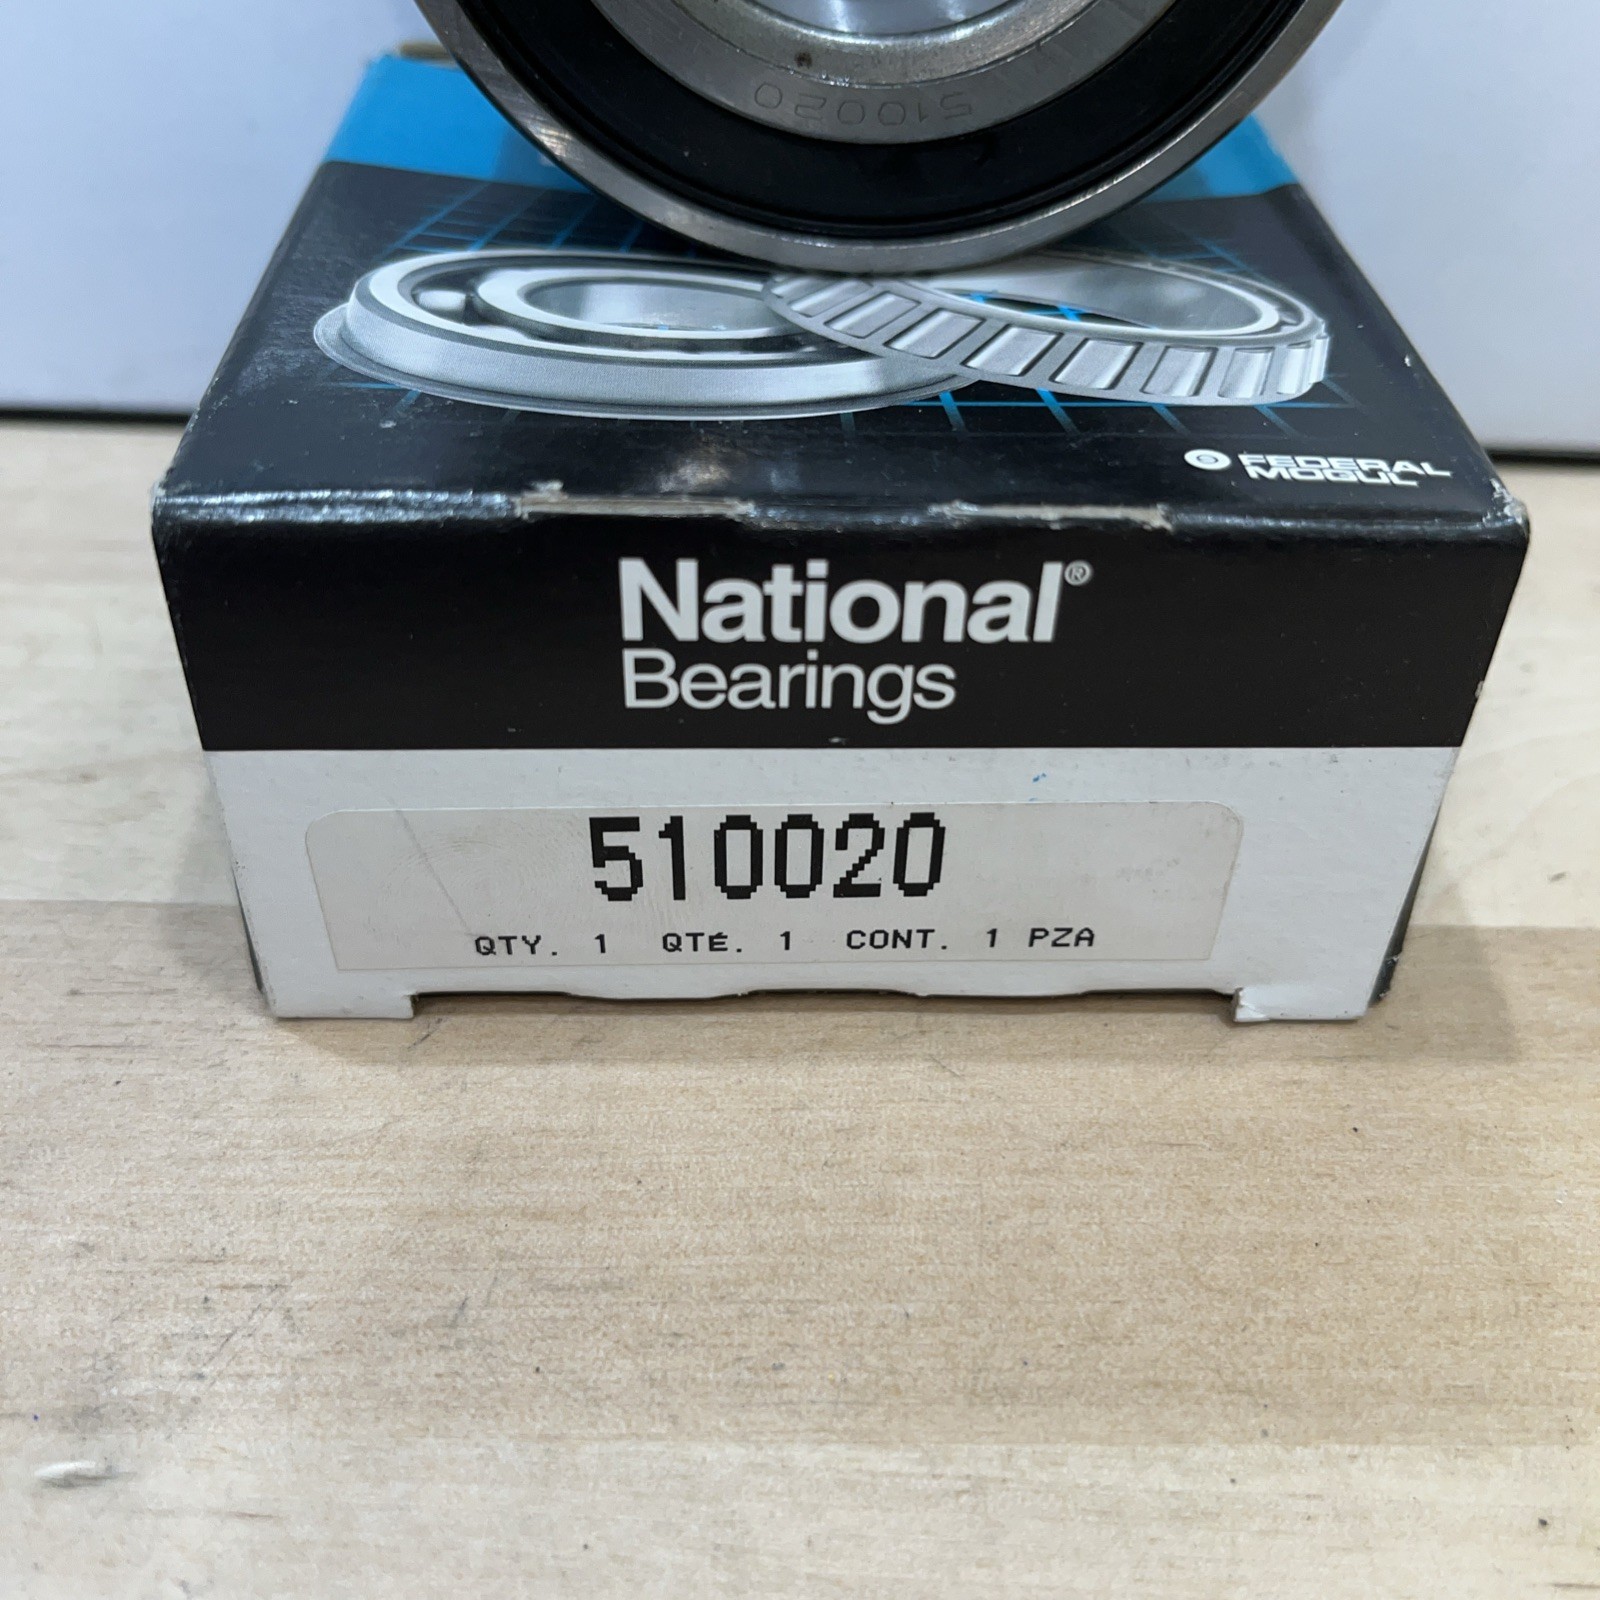 510020
FEDERAL
MOGUL
National®
Bearings
510020
QTY. 1 QTÉ. 1 CONT. 1 PZA